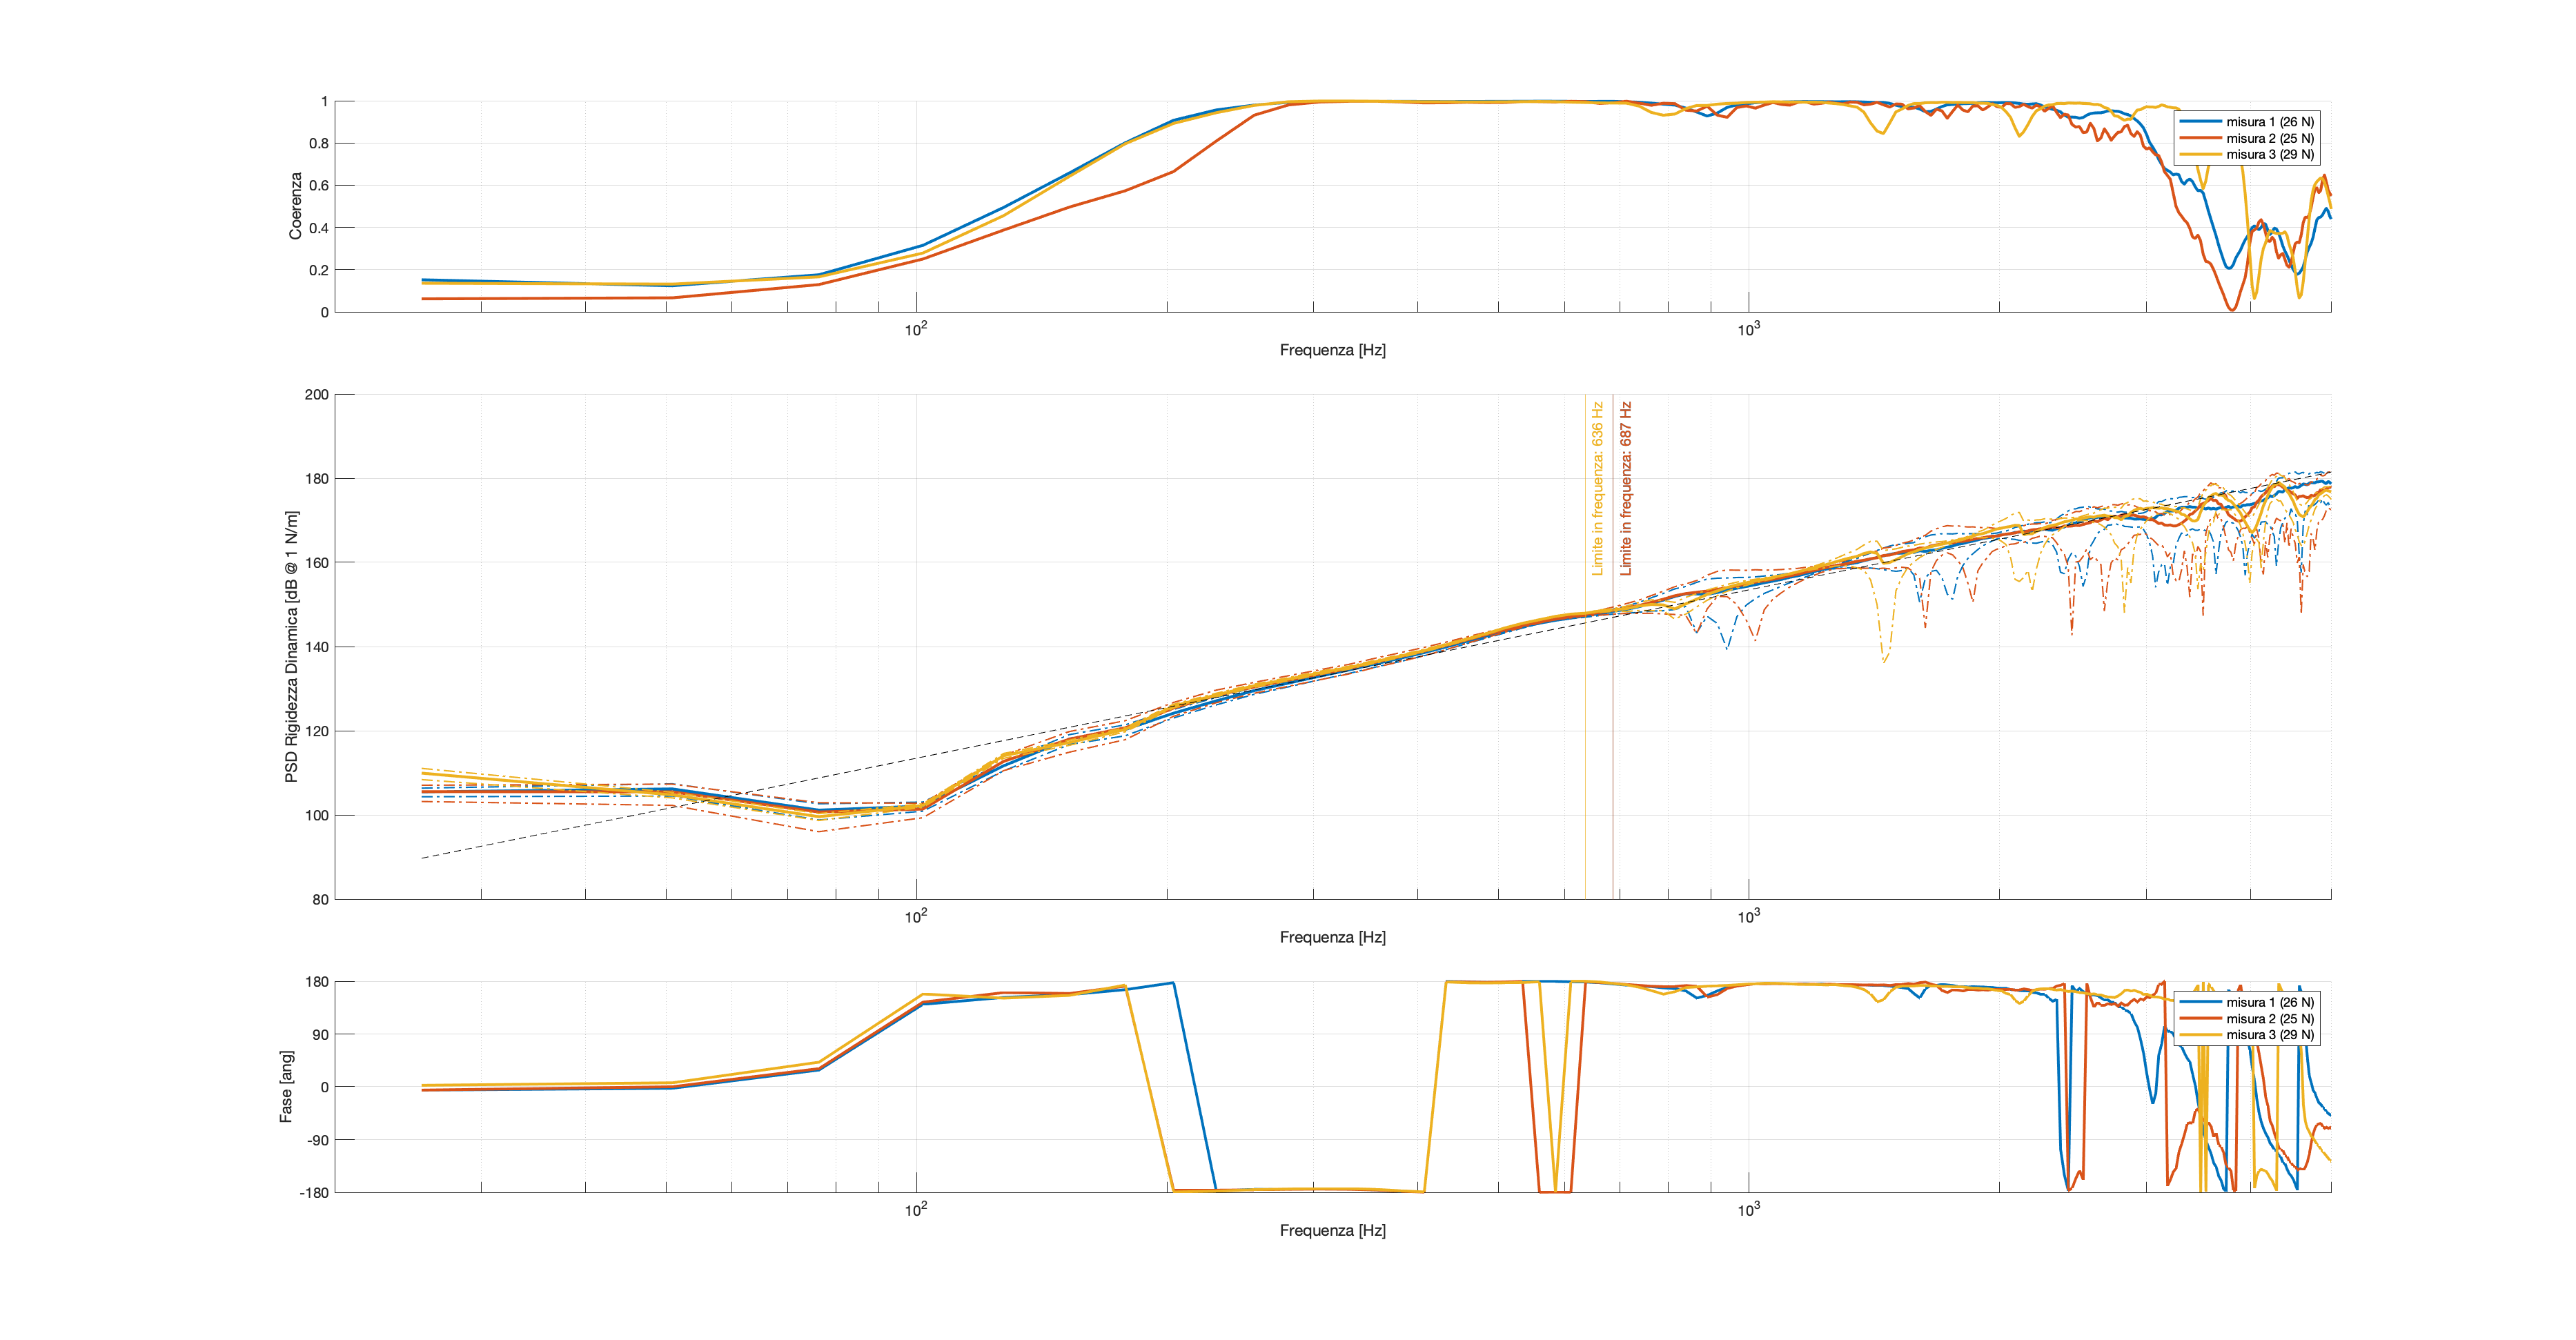 1
0.8
0.6
0.4
0.2
0
Coerenza
10²
10³
Frequenza [Hz]
misura 1 (26 N)
misura 2 (25 N)
misura 3 (29 N)
200
180
160
140
120
100
80
PSD Rigidezza Dinamica [dB @ 1 N/m]
Limite in frequenza: 636 Hz
Limite in frequenza: 687 Hz
10²
10³
Frequenza [Hz]
180
90
0
-90
-180
Fase [ang]
10²
10³
Frequenza [Hz]
misura 1 (26 N)
misura 2 (25 N)
misura 3 (29 N)